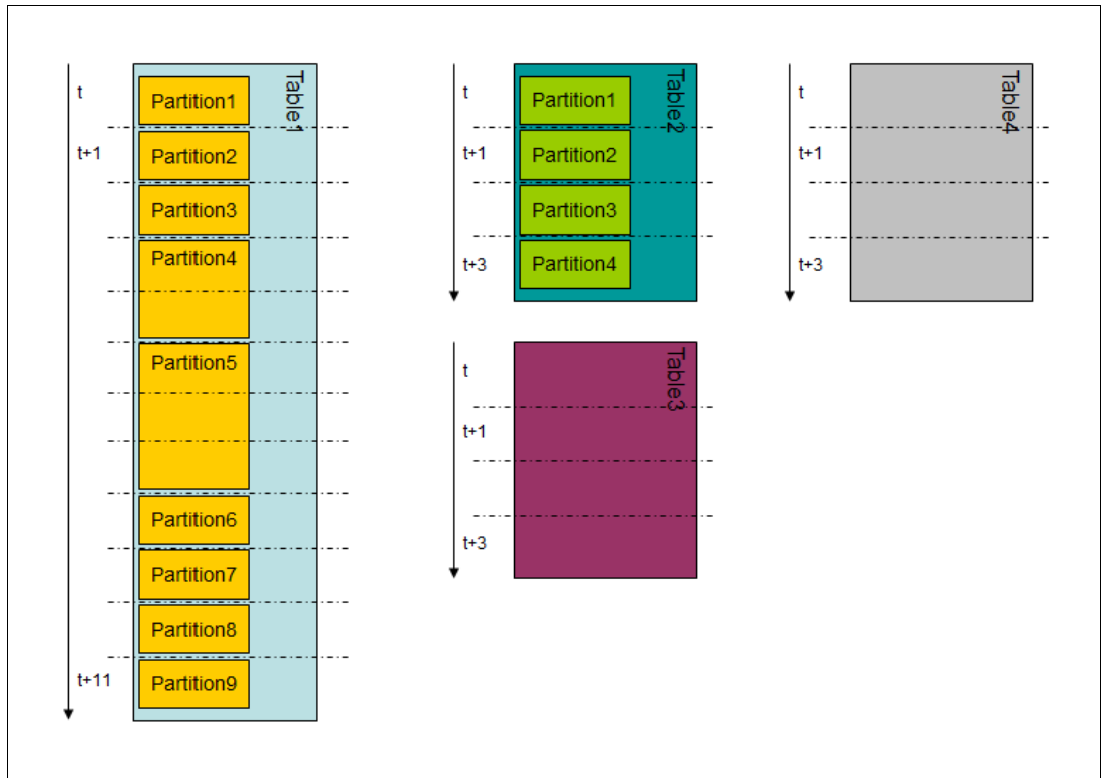 t
t+1
t+11
Table1
Partition1
Partition2
Partition3
Partition4
Partition5
Partition6
Partition7
Partition8
Partition9
t
t+1
t+3
Table2
Partition1
Partition2
Partition3
Partition4
t
t+1
t+3
Table4
t
t+1
t+3
Table3